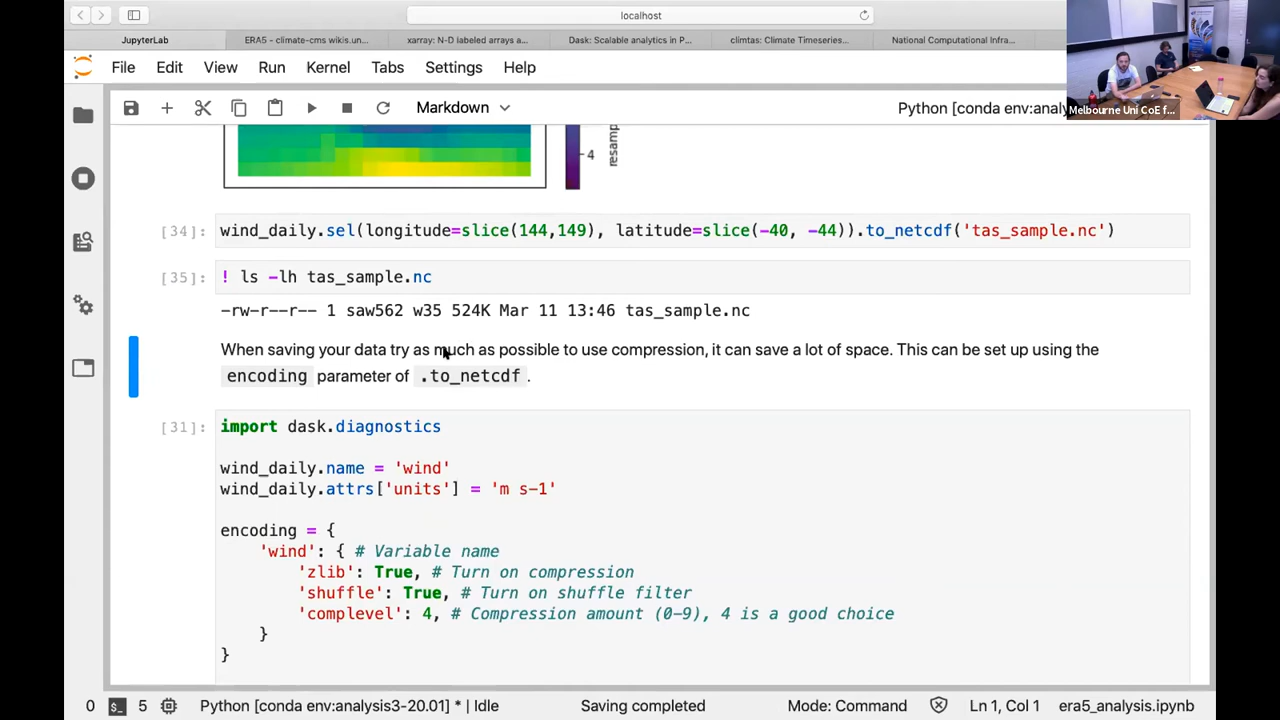 localhost
JupyterLab
ERA5 – climate-cms wikis.un...
xarray: N-D labeled arrays a...
Dask: Scalable analytics in P...
climtas: Climate Timeseries...
National Computational Infra...
File Edit View Run Kernel Tabs Settings Help
Markdown
Python [conda env:analy
Melbourne Uni CoE f...
4
resam
[34]: wind_daily.sel(longitude=slice(144,149), latitude=slice(-40, -44)).to_netcdf('tas_sample.nc')
[35]: ! ls -lh tas_sample.nc
-rw-r--r-- 1 saw562 w35 524K Mar 11 13:46 tas_sample.nc
When saving your data try as much as possible to use compression, it can save a lot of space. This can be set up using the
encoding parameter of .to_netcdf .
[31]: import dask.diagnostics
wind_daily.name = 'wind'
wind_daily.attrs['units'] = 'm s-1'
encoding = {
'wind': { # Variable name
'zlib': True, # Turn on compression
'shuffle': True, # Turn on shuffle filter
'complevel': 4, # Compression amount (0-9), 4 is a good choice
}
}
0 $_ 5 Python [conda env:analysis3-20.01] * | Idle Saving completed Mode: Command Ln 1, Col 1 era5_analysis.ipynb